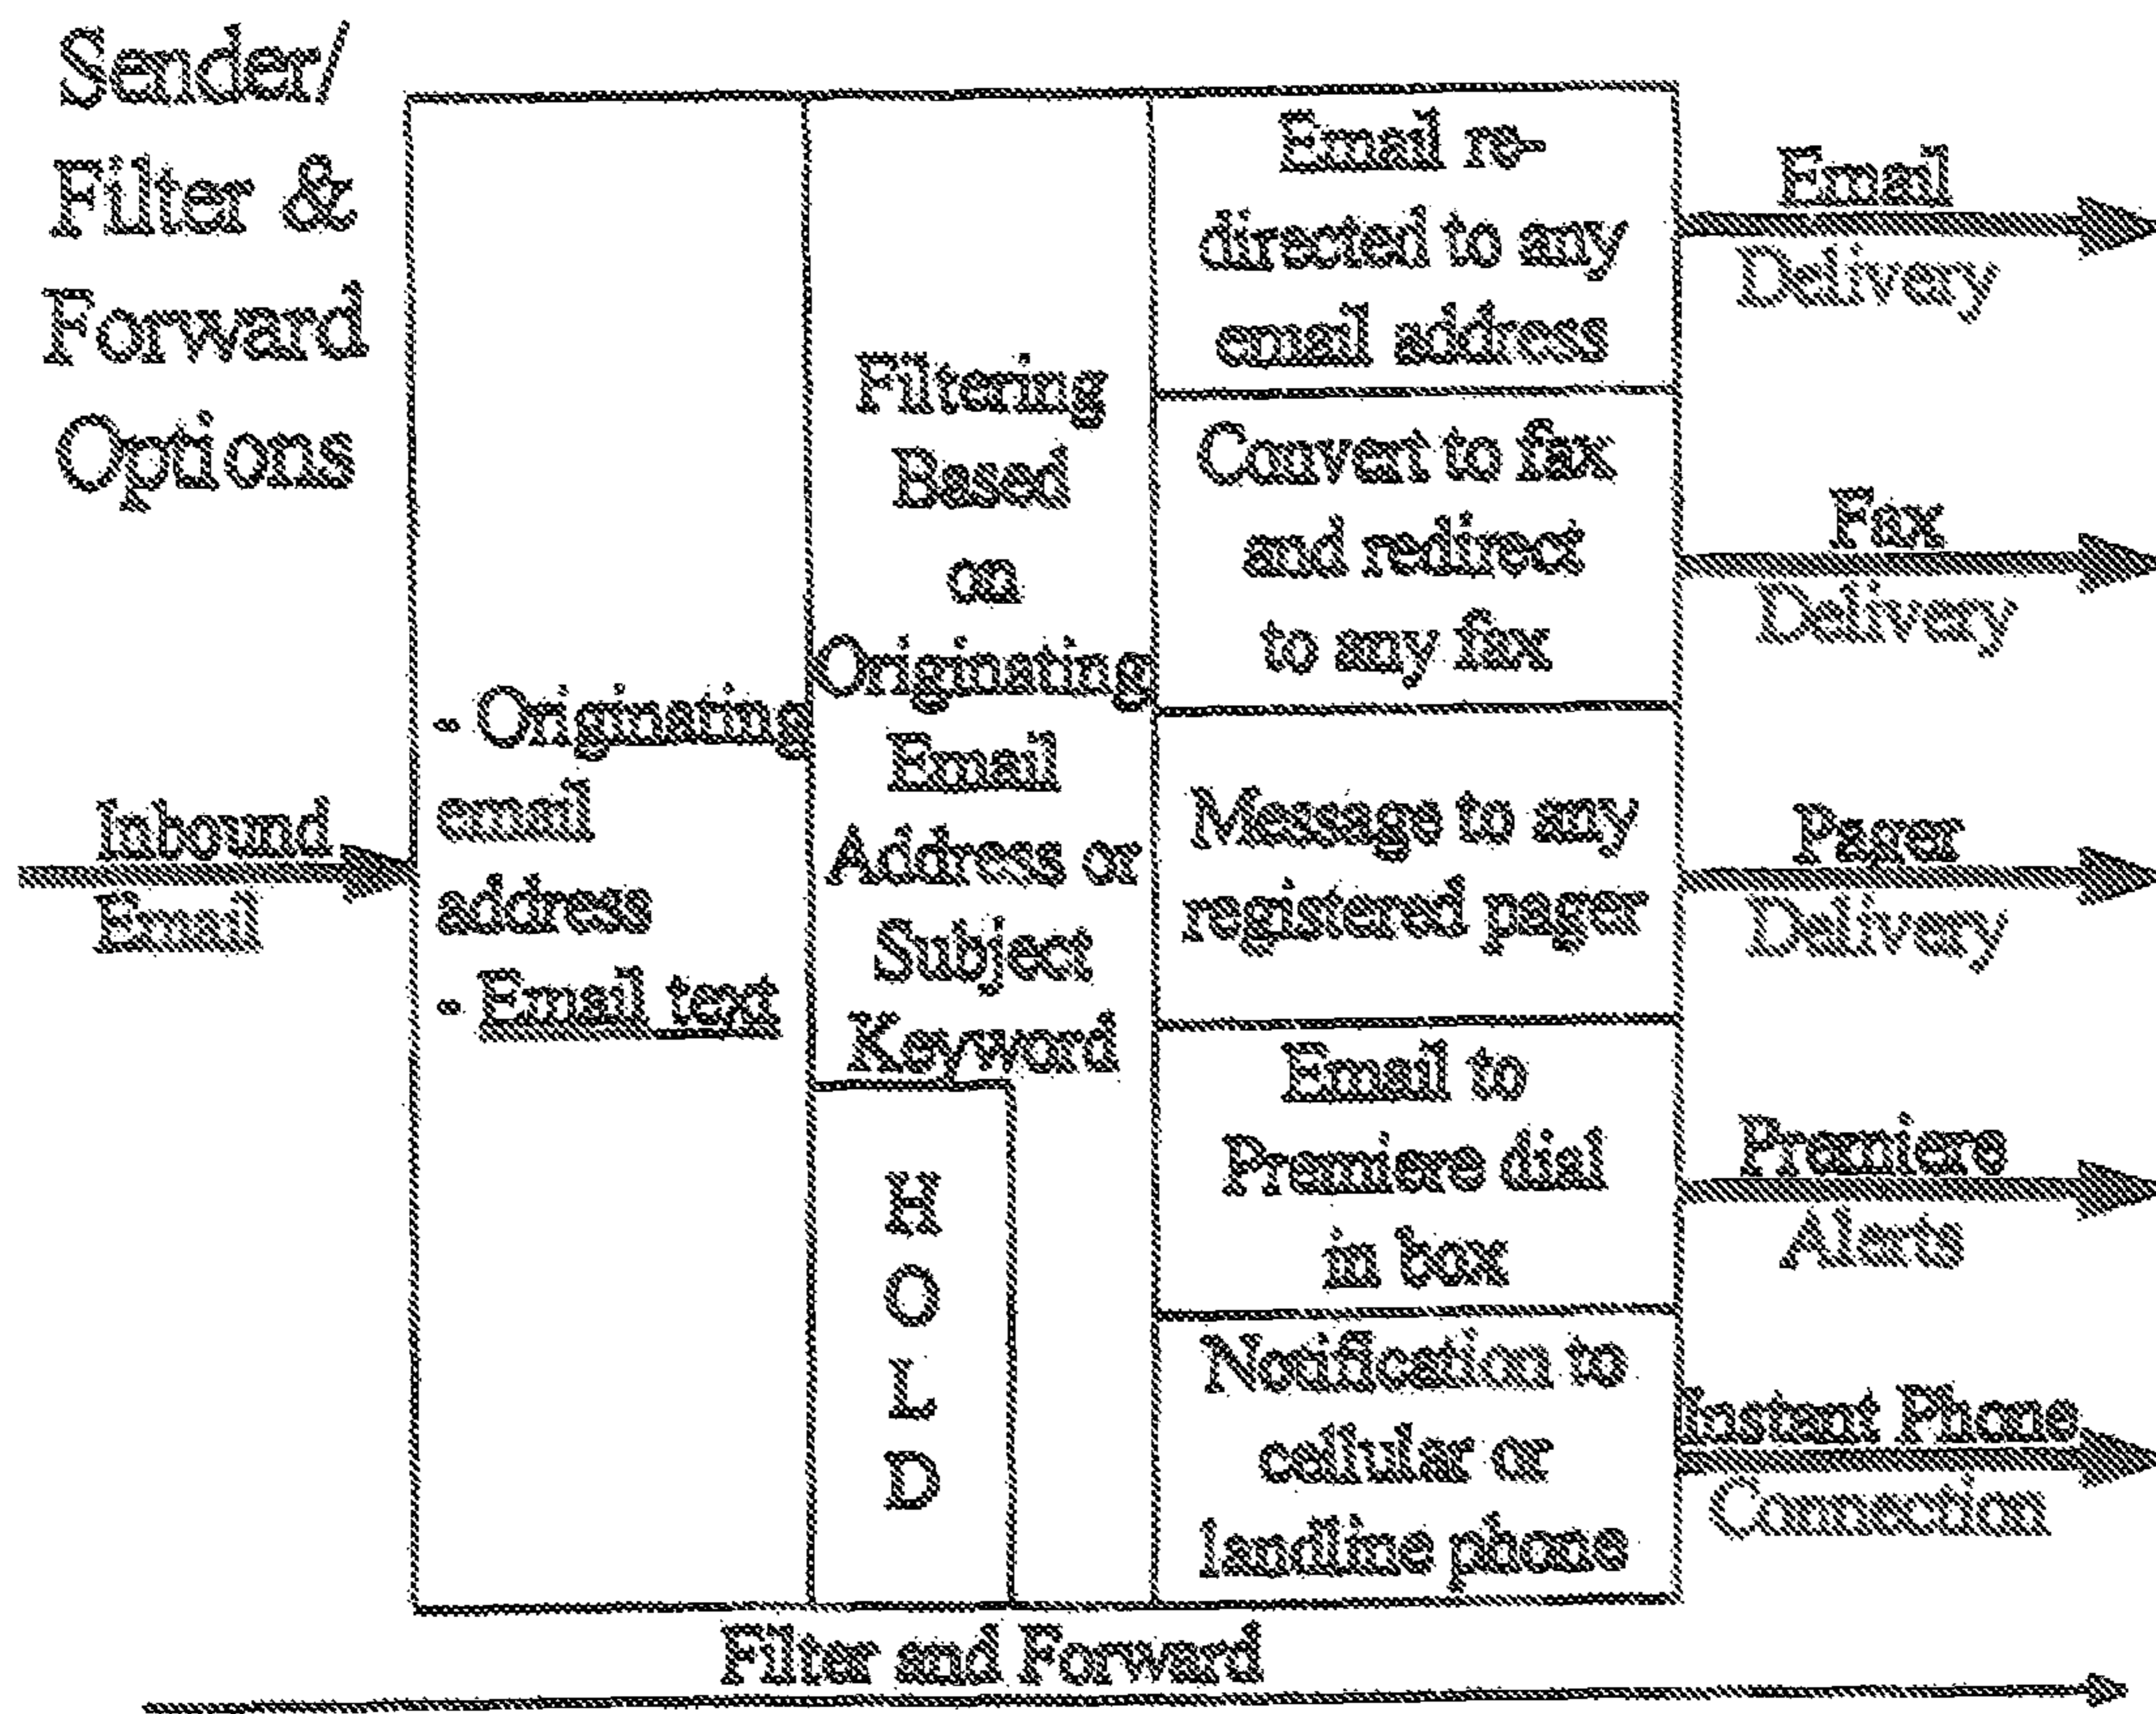 Sender/
Filter &
Forward
Options
Inbound
Email
- Originating
email
address
- Email text
Filtering
Based
on
Originating
Email
Address or
Subject
Keyword
H
O
L
D
Email re-
directed to any
email address
Convert to fax
and redirect
to any fax
Message to any
registered pager
Email to
Premiere dial
in box
Notification to
cellular or
landline phone
Email
Delivery
Fax
Delivery
Pager
Delivery
Premiere
Alerts
Instant Phone
Connection
Filter and Forward